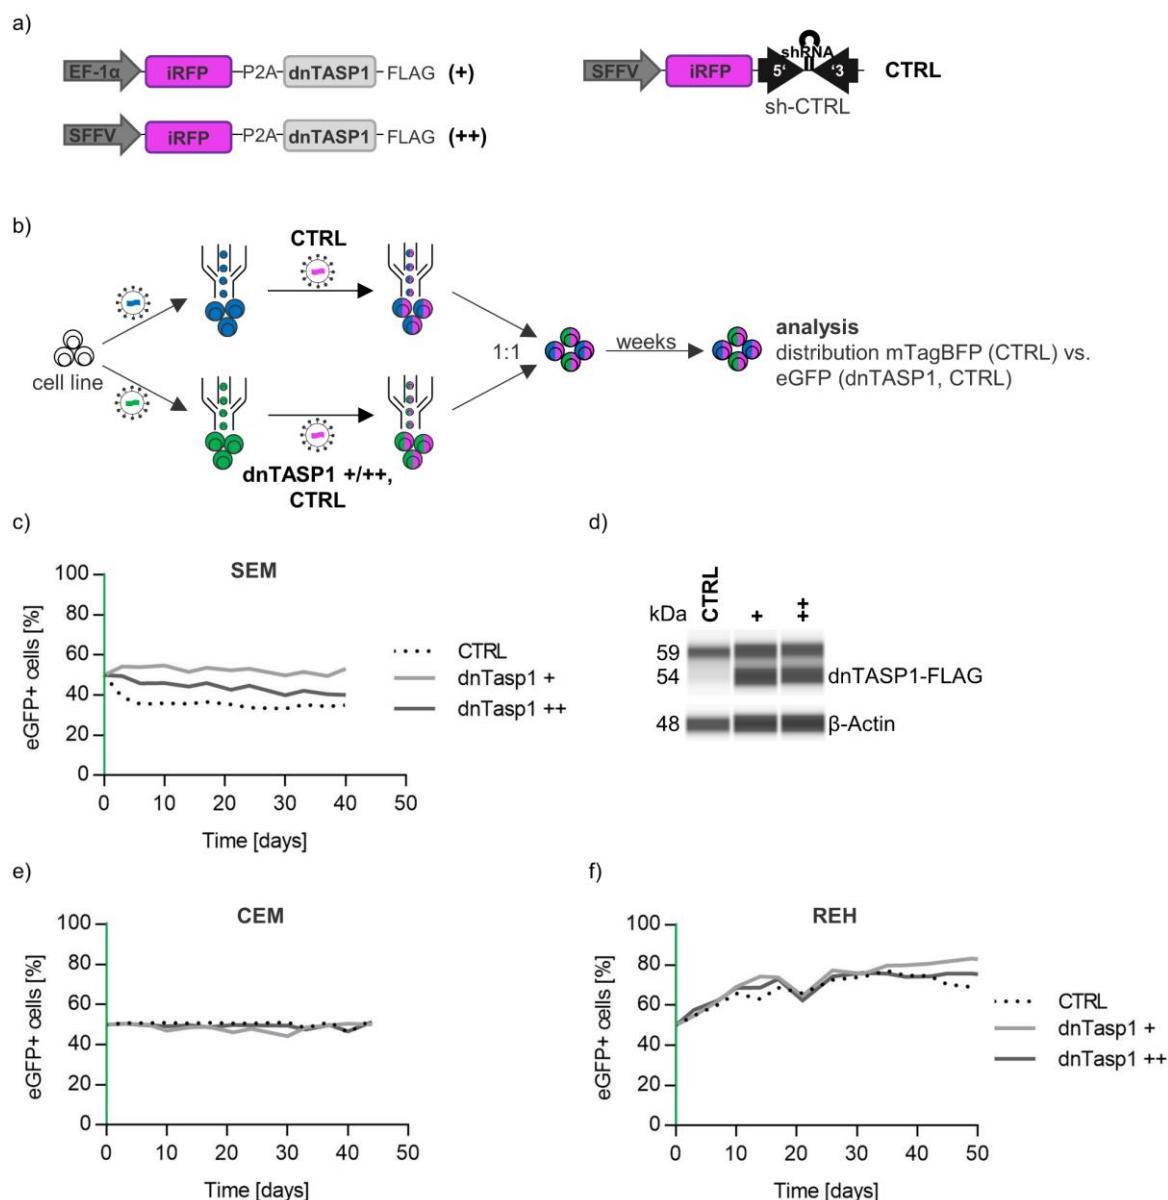 a)
EF-1α iRFP P2A dnTASP1 FLAG (+)
SFFV iRFP P2A dnTASP1 FLAG (++)
SFFV iRFP 5‘ shRNA ‘3 CTRL
sh-CTRL
b)
cell line
CTRL
dnTASP1 +/++,
CTRL
1:1
weeks
analysis
distribution mTagBFP (CTRL) vs.
eGFP (dnTASP1, CTRL)
c)
SEM
eGFP+ cells [%]
100
80
60
40
20
0
0 10 20 30 40 50
Time [days]
CTRL
dnTasp1 +
dnTasp1 ++
d)
kDa CTRL + ++
59
54 dnTASP1-FLAG
48 β-Actin
e)
CEM
eGFP+ cells [%]
100
80
60
40
20
0
0 10 20 30 40 50
Time [days]
f)
REH
eGFP+ cells [%]
100
80
60
40
20
0
0 10 20 30 40 50
Time [days]
CTRL
dnTasp1 +
dnTasp1 ++